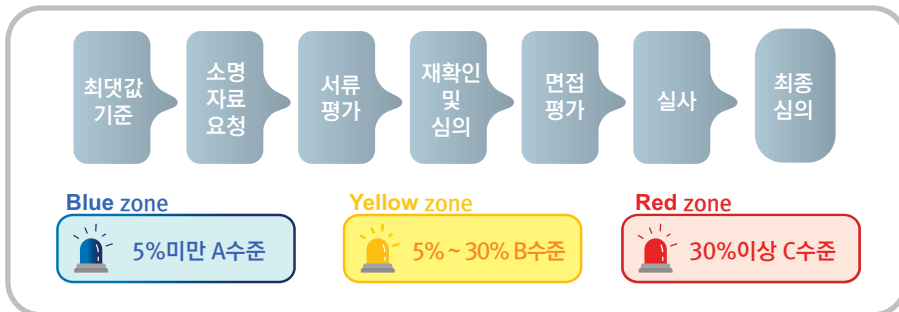 최댓값
기준
소명
자료
요청
서류
평가
재확인
및
심의
면접
평가
실사
최종
심의
Blue zone
5%미만 A수준
Yellow zone
5% ~ 30% B수준
Red zone
30%이상 C수준